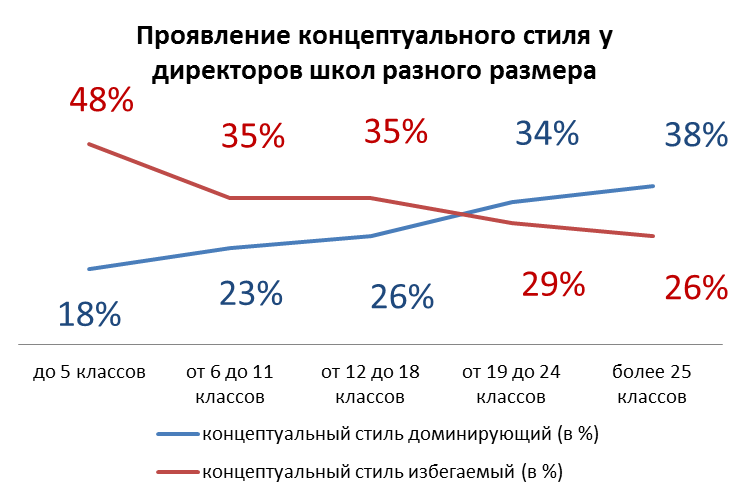 Проявление концептуального стиля у
директоров школ разного размера
48%
35%
35%
34%
38%
18%
23%
26%
29%
26%
до 5 классов
от 6 до 11
классов
от 12 до 18
классов
от 19 до 24
классов
более 25
классов
концептуальный стиль доминирующий (в %)
концептуальный стиль избегаемый (в %)